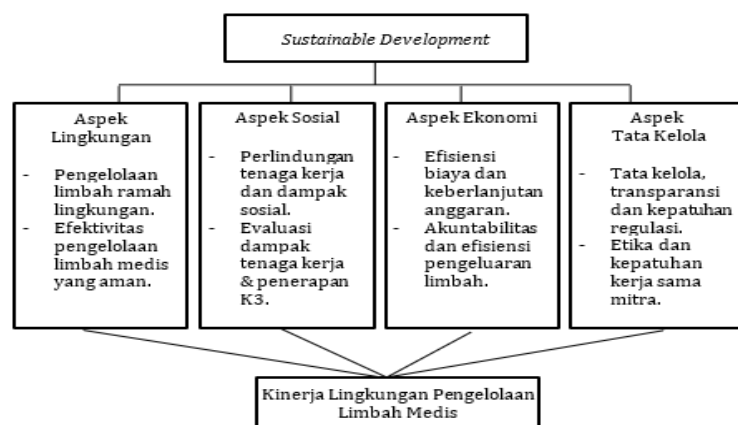 Sustainable Development
Aspek
Lingkungan
- Pengelolaan
limbah ramah
lingkungan.
- Efektivitas
pengelolaan
limbah medis
yang aman.
Aspek Sosial
- Perlindungan
tenaga kerja
dan dampak
sosial.
- Evaluasi
dampak
tenaga kerja
& penerapan
K3.
Aspek Ekonomi
- Efisiensi
biaya dan
keberlanjutan
anggaran.
- Akuntabilitas
dan efisiensi
pengeluaran
limbah.
Aspek
Tata Kelola
- Tata kelola,
transparansi
dan kepatuhan
regulasi.
- Etika dan
kepatuhan
kerja sama
mitra.
Kinerja Lingkungan Pengelolaan
Limbah Medis